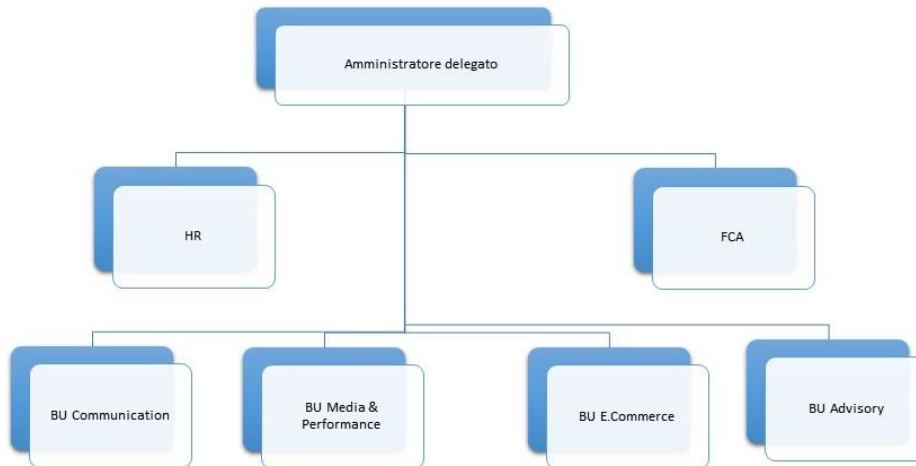 Amministratore delegato
HR
FCA
BU Communication
BU Media &
Performance
BU E.Commerce
BU Advisory